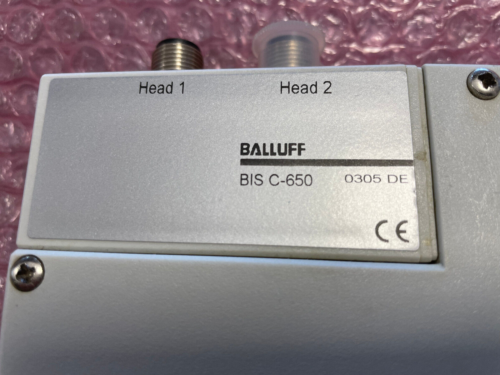 Head 1 Head 2
BALLUFF
BIS C-650 0305 DE
CE